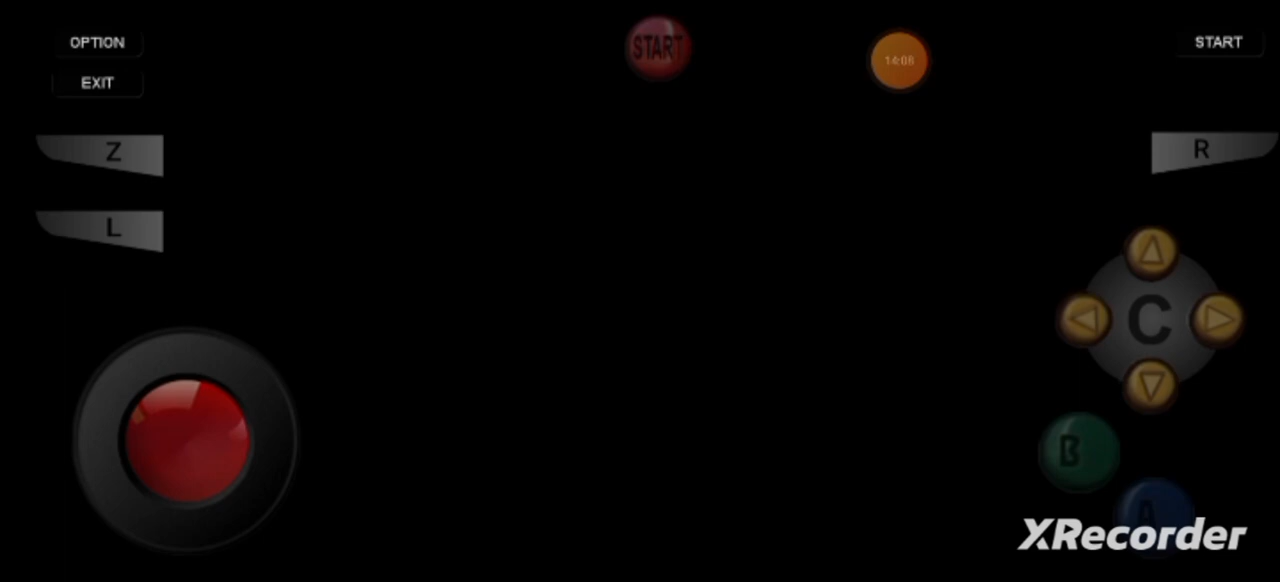 OPTION
START
14:08
START
EXIT
Z
R
L
C
B
A
XRecorder